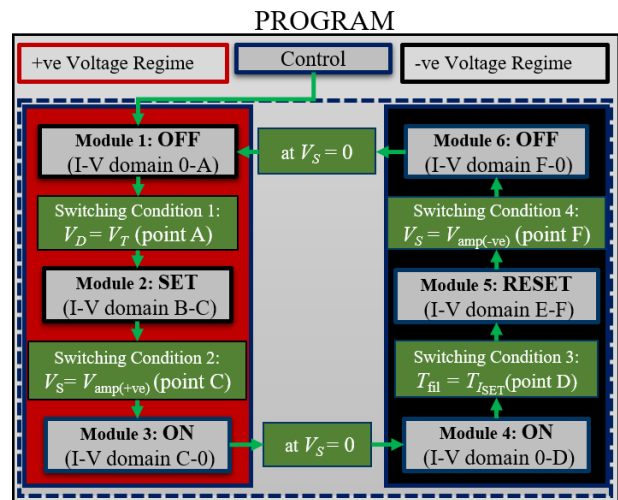 PROGRAM
+ve Voltage Regime
Control
-ve Voltage Regime
Module 1: OFF
(I-V domain 0-A)
at V_S = 0
Module 6: OFF
(I-V domain F-0)
Switching Condition 1:
V_D = V_T (point A)
Switching Condition 4:
V_S = V_amp(-ve) (point F)
Module 2: SET
(I-V domain B-C)
Module 5: RESET
(I-V domain E-F)
Switching Condition 2:
V_S= V_amp(+ve) (point C)
Switching Condition 3:
T_fil = T_I_SET(point D)
Module 3: ON
(I-V domain C-0)
at V_S = 0
Module 4: ON
(I-V domain 0-D)